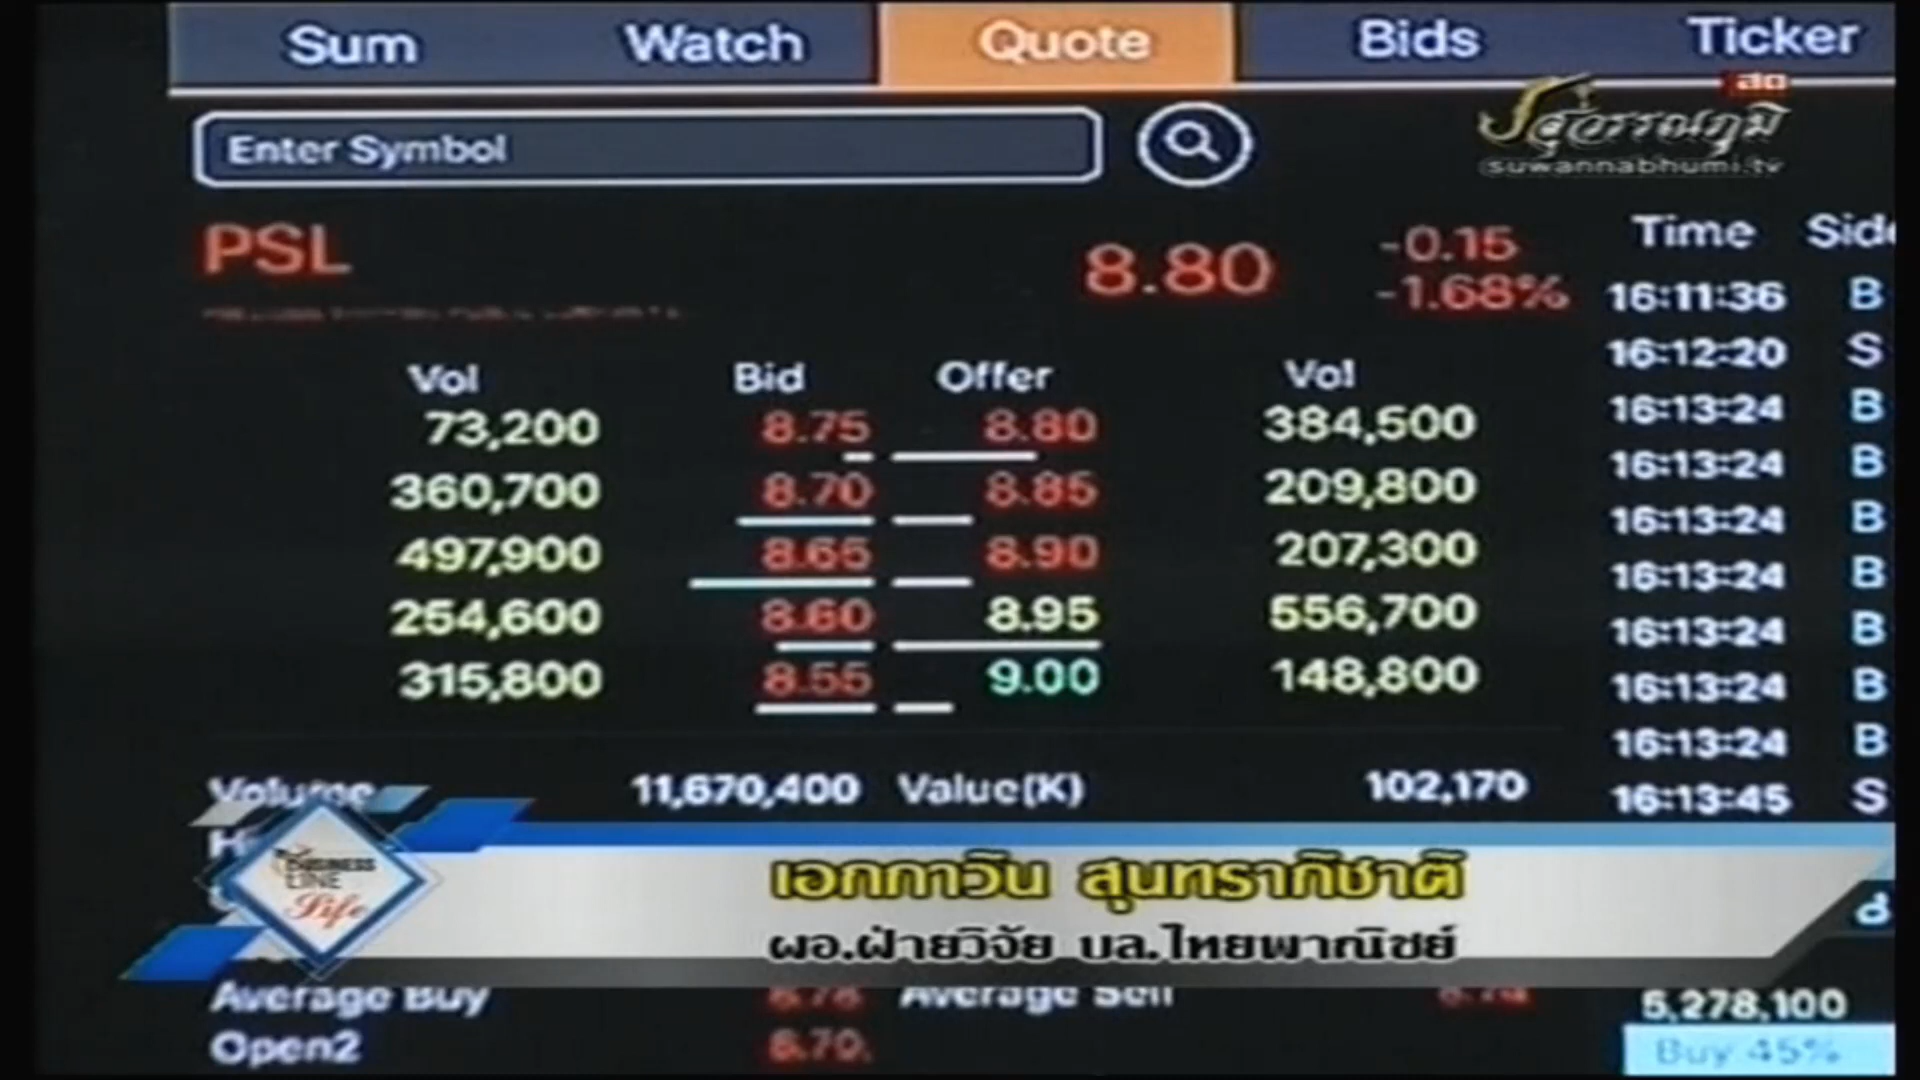 Sum Watch Quote Bids Ticker
สด
สุวรรณภูมิ
suwannabhumi.tv
Enter Symbol
PSL 8.80 -0.15
-1.68%
Time Side
16:11:36 B
16:12:20 S
16:13:24 B
16:13:24 B
16:13:24 B
16:13:24 B
16:13:24 B
16:13:24 B
16:13:24 B
16:13:45 S
Vol Bid Offer Vol
73,200 8.75 8.80 384,500
360,700 8.70 8.85 209,800
497,900 8.65 8.90 207,300
254,600 8.60 8.95 556,700
315,800 8.55 9.00 148,800
Volume 11,670,400 Value(K) 102,170
BUSINESS
LINE
Life
เอกภาวิน สุนทราภิชาติ
ผอ.ฝ่ายวิจัย บล.ไทยพาณิชย์
Average Buy Average Sell
5,278,100
Open2 8.70
Buy 45%